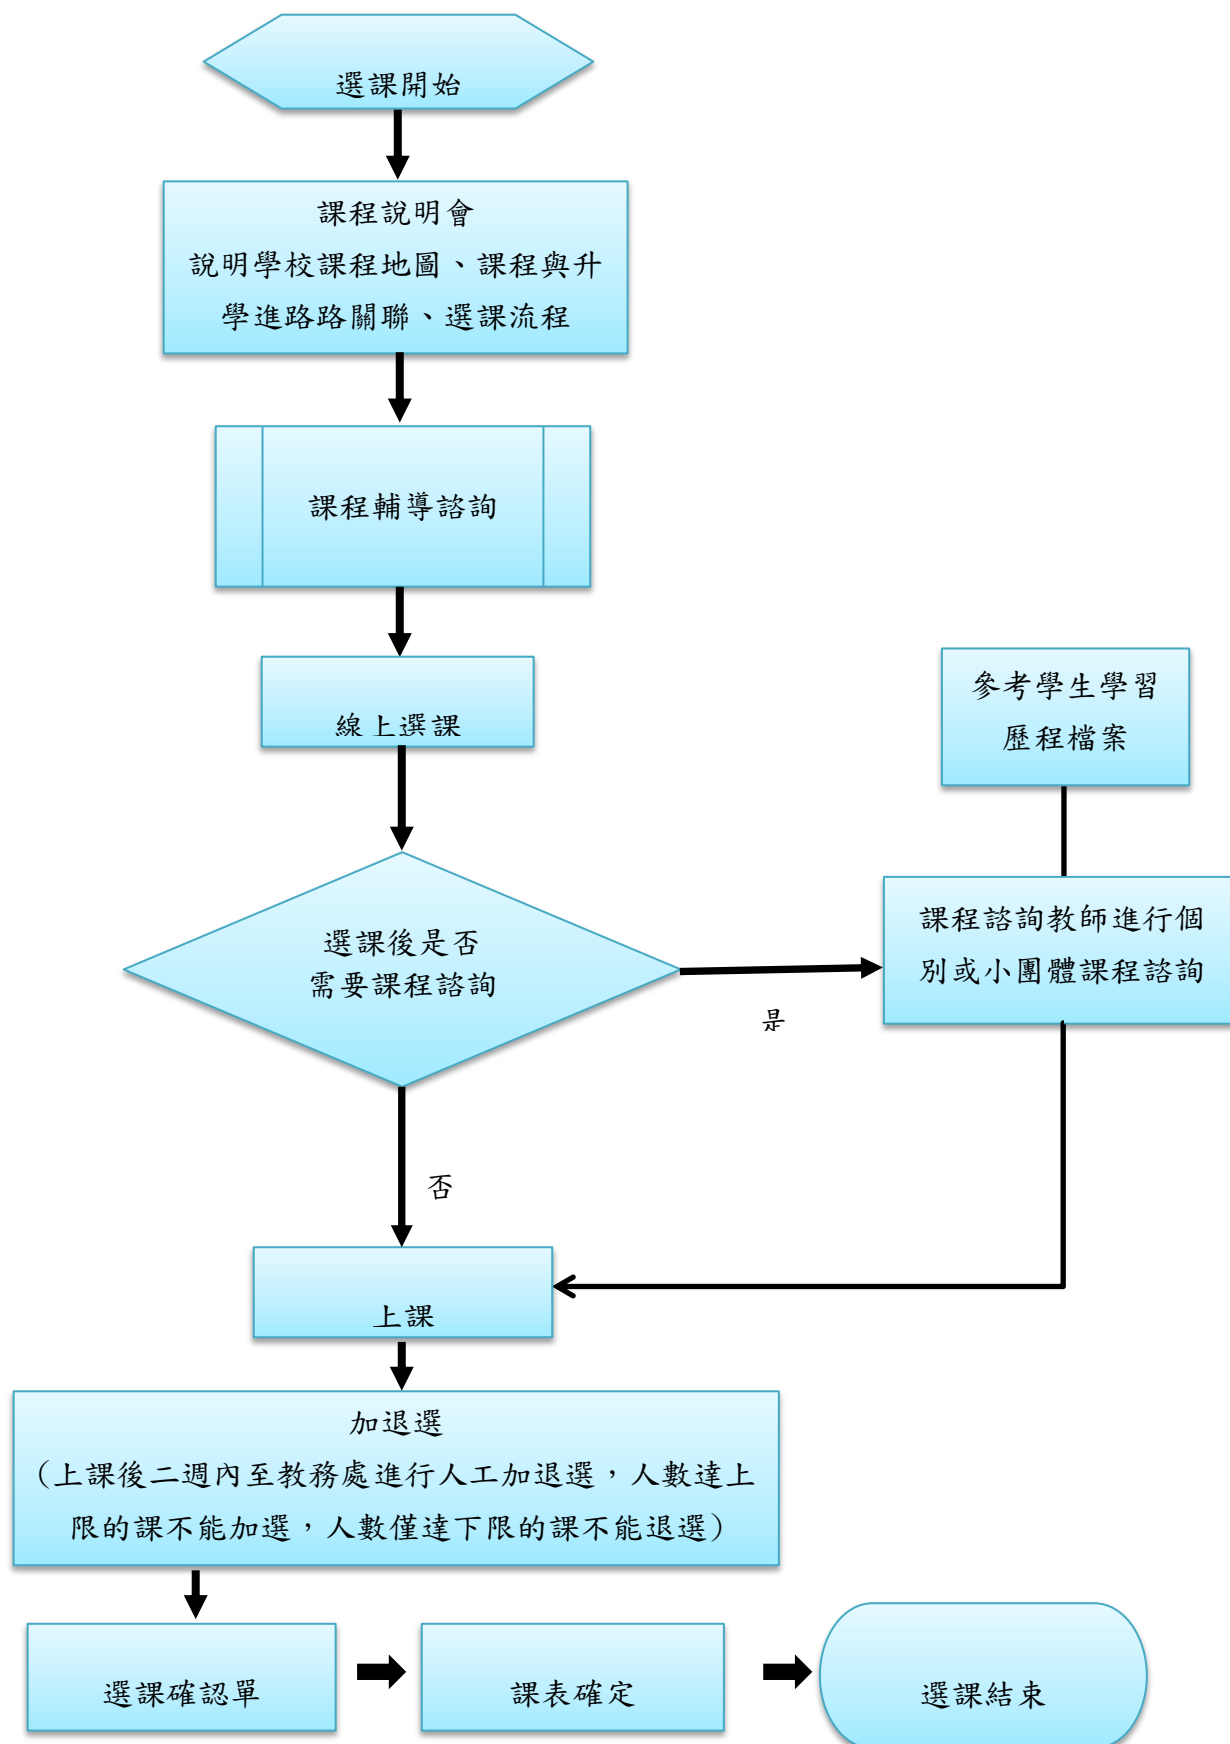 選課開始
課程說明會
說明學校課程地圖、課程與升
學進路路關聯、選課流程
課程輔導諮詢
線上選課
參考學生學習
歷程檔案
選課後是否
需要課程諮詢
是
課程諮詢教師進行個
別或小團體課程諮詢
否
上課
加退選
（上課後二週內至教務處進行人工加退選，人數達上
限的課不能加選，人數僅達下限的課不能退選）
選課確認單
課表確定
選課結束